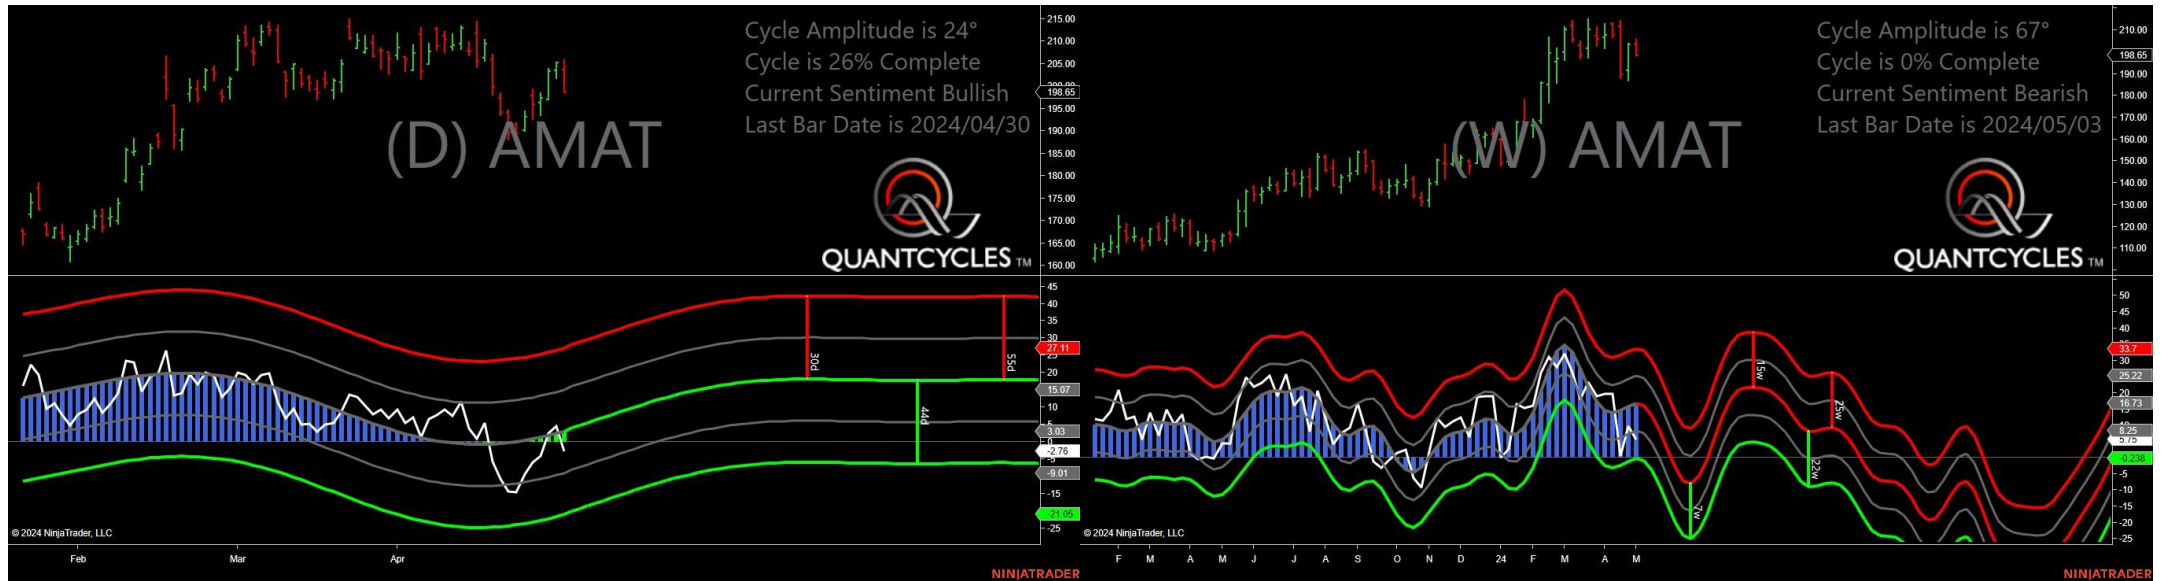 Cycle Amplitude is 24°
Cycle is 26% Complete
Current Sentiment Bullish
Last Bar Date is 2024/04/30
(D) AMAT
QUANTCYCLES TM
215.00
210.00
205.00
198.65
195.00
190.00
185.00
180.00
175.00
170.00
165.00
160.00
45
40
35
30
27.11
25
20
15.07
10
3.03
0
-2.76
-9.01
-15
-21.05
-25
30d
44d
55d
© 2024 NinjaTrader, LLC
Feb Mar Apr
NINJATRADER
Cycle Amplitude is 67°
Cycle is 0% Complete
Current Sentiment Bearish
Last Bar Date is 2024/05/03
(W) AMAT
QUANTCYCLES TM
210.00
198.65
190.00
180.00
170.00
160.00
150.00
140.00
130.00
120.00
110.00
50
45
40
33.7
30
25.22
20
16.73
8.25
5.75
-0.238
-5
-10
-15
-20
-25
7w
15w
22w
25w
© 2024 NinjaTrader, LLC
F M A M J J A S O N D 24 F M A M
NINJATRADER